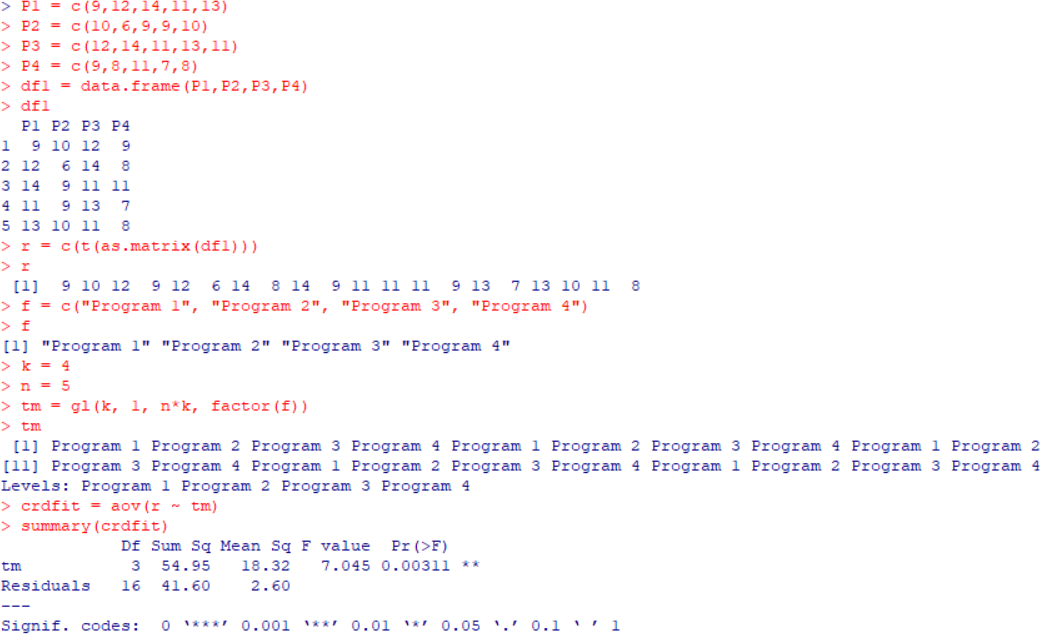 > P1 = c(9,12,14,11,13)
> P2 = c(10,6,9,9,10)
> P3 = c(12,14,11,13,11)
> P4 = c(9,8,11,7,8)
> df1 = data.frame(P1,P2,P3,P4)
> df1
  P1 P2 P3 P4
1  9 10 12  9
2 12  6 14  8
3 14  9 11 11
4 11  9 13  7
5 13 10 11  8
> r = c(t(as.matrix(df1)))
> r
 [1]  9 10 12  9 12  6 14  8 14  9 11 11 11  9 13  7 13 10 11  8
> f = c("Program 1", "Program 2", "Program 3", "Program 4")
> f
[1] "Program 1" "Program 2" "Program 3" "Program 4"
> k = 4
> n = 5
> tm = gl(k, 1, n*k, factor(f))
> tm
 [1] Program 1 Program 2 Program 3 Program 4 Program 1 Program 2 Program 3 Program 4 Program 1 Program 2
[11] Program 3 Program 4 Program 1 Program 2 Program 3 Program 4 Program 1 Program 2 Program 3 Program 4
Levels: Program 1 Program 2 Program 3 Program 4
> crdfit = aov(r ~ tm)
> summary(crdfit)
            Df Sum Sq Mean Sq F value  Pr(>F)
tm           3  54.95   18.32   7.045 0.00311 **
Residuals   16  41.60    2.60
---
Signif. codes:  0 ‘***’ 0.001 ‘**’ 0.01 ‘*’ 0.05 ‘.’ 0.1 ‘ ’ 1